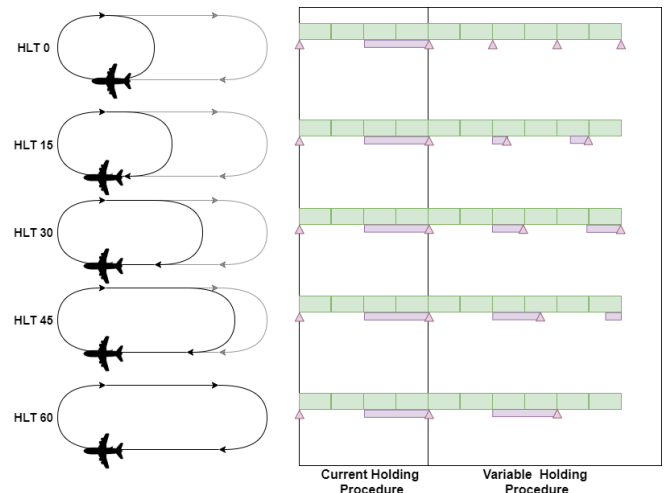 HLT 0
HLT 15
HLT 30
HLT 45
HLT 60
Current Holding
Procedure
Variable Holding
Procedure